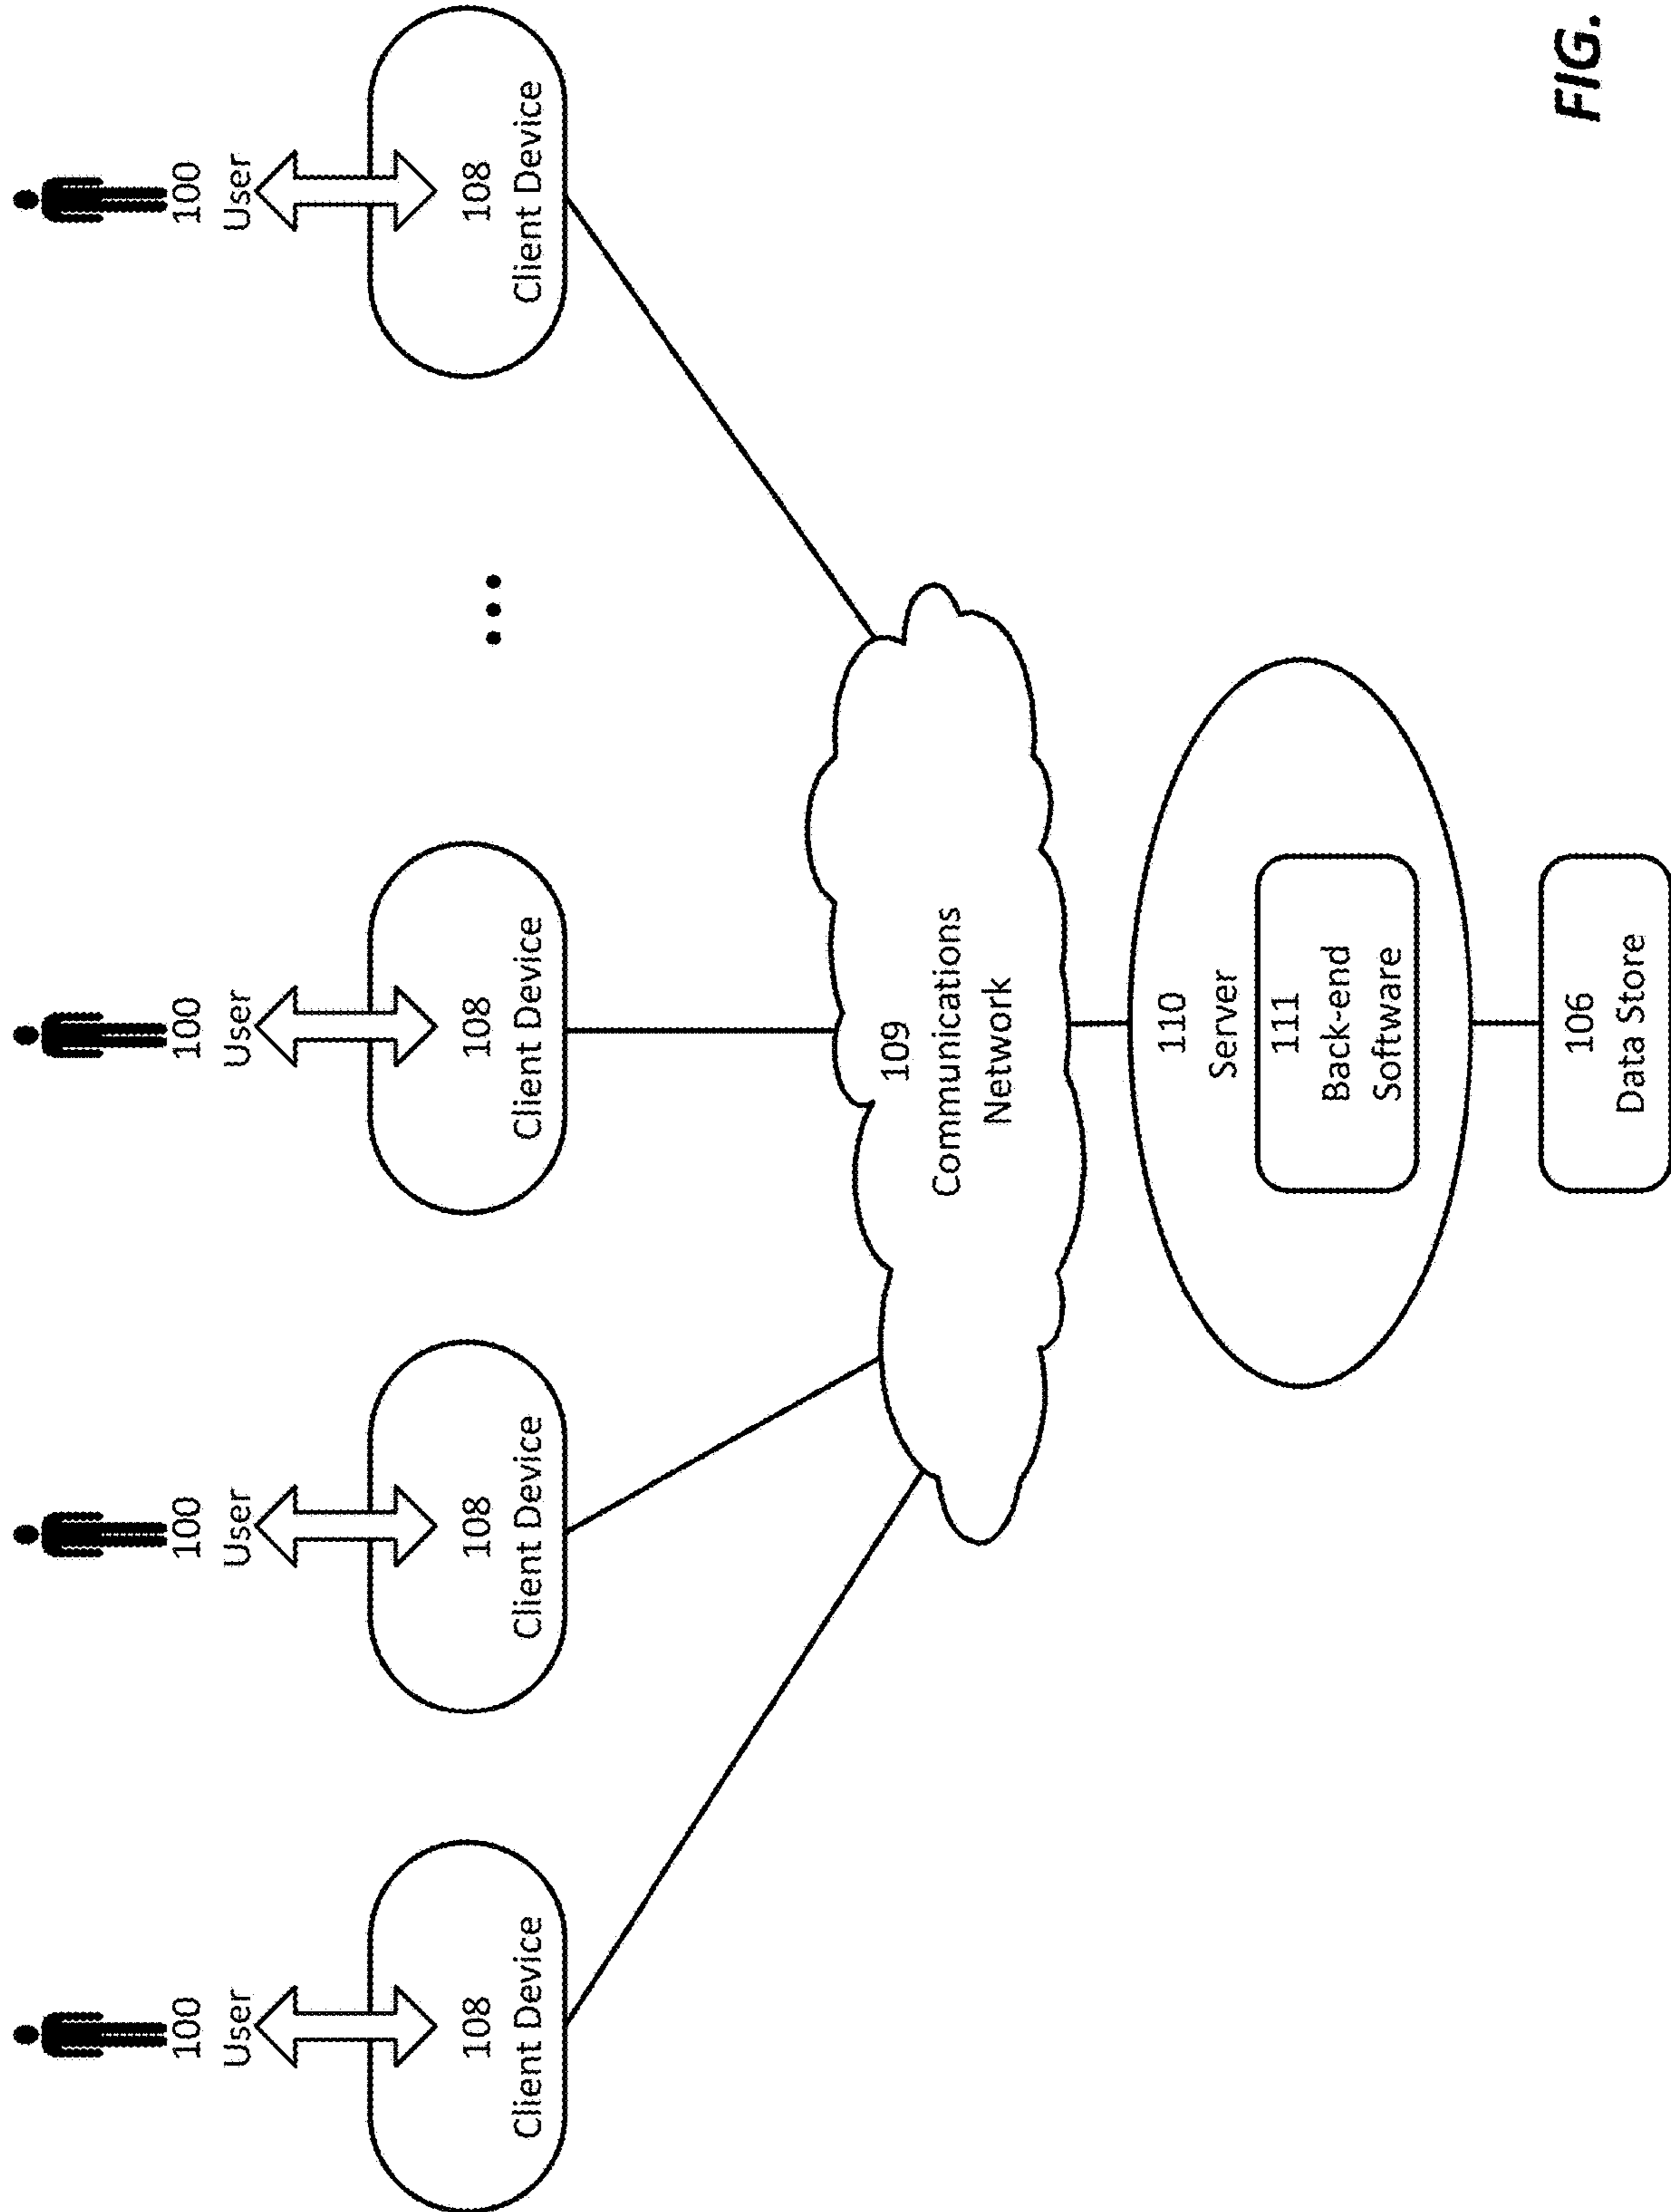 100
User
100
User
100
User
100
User
108
Client Device
108
Client Device
108
Client Device
108
Client Device
...
109
Communications
Network
110
Server
111
Back-end
Software
106
Data Store
FIG.